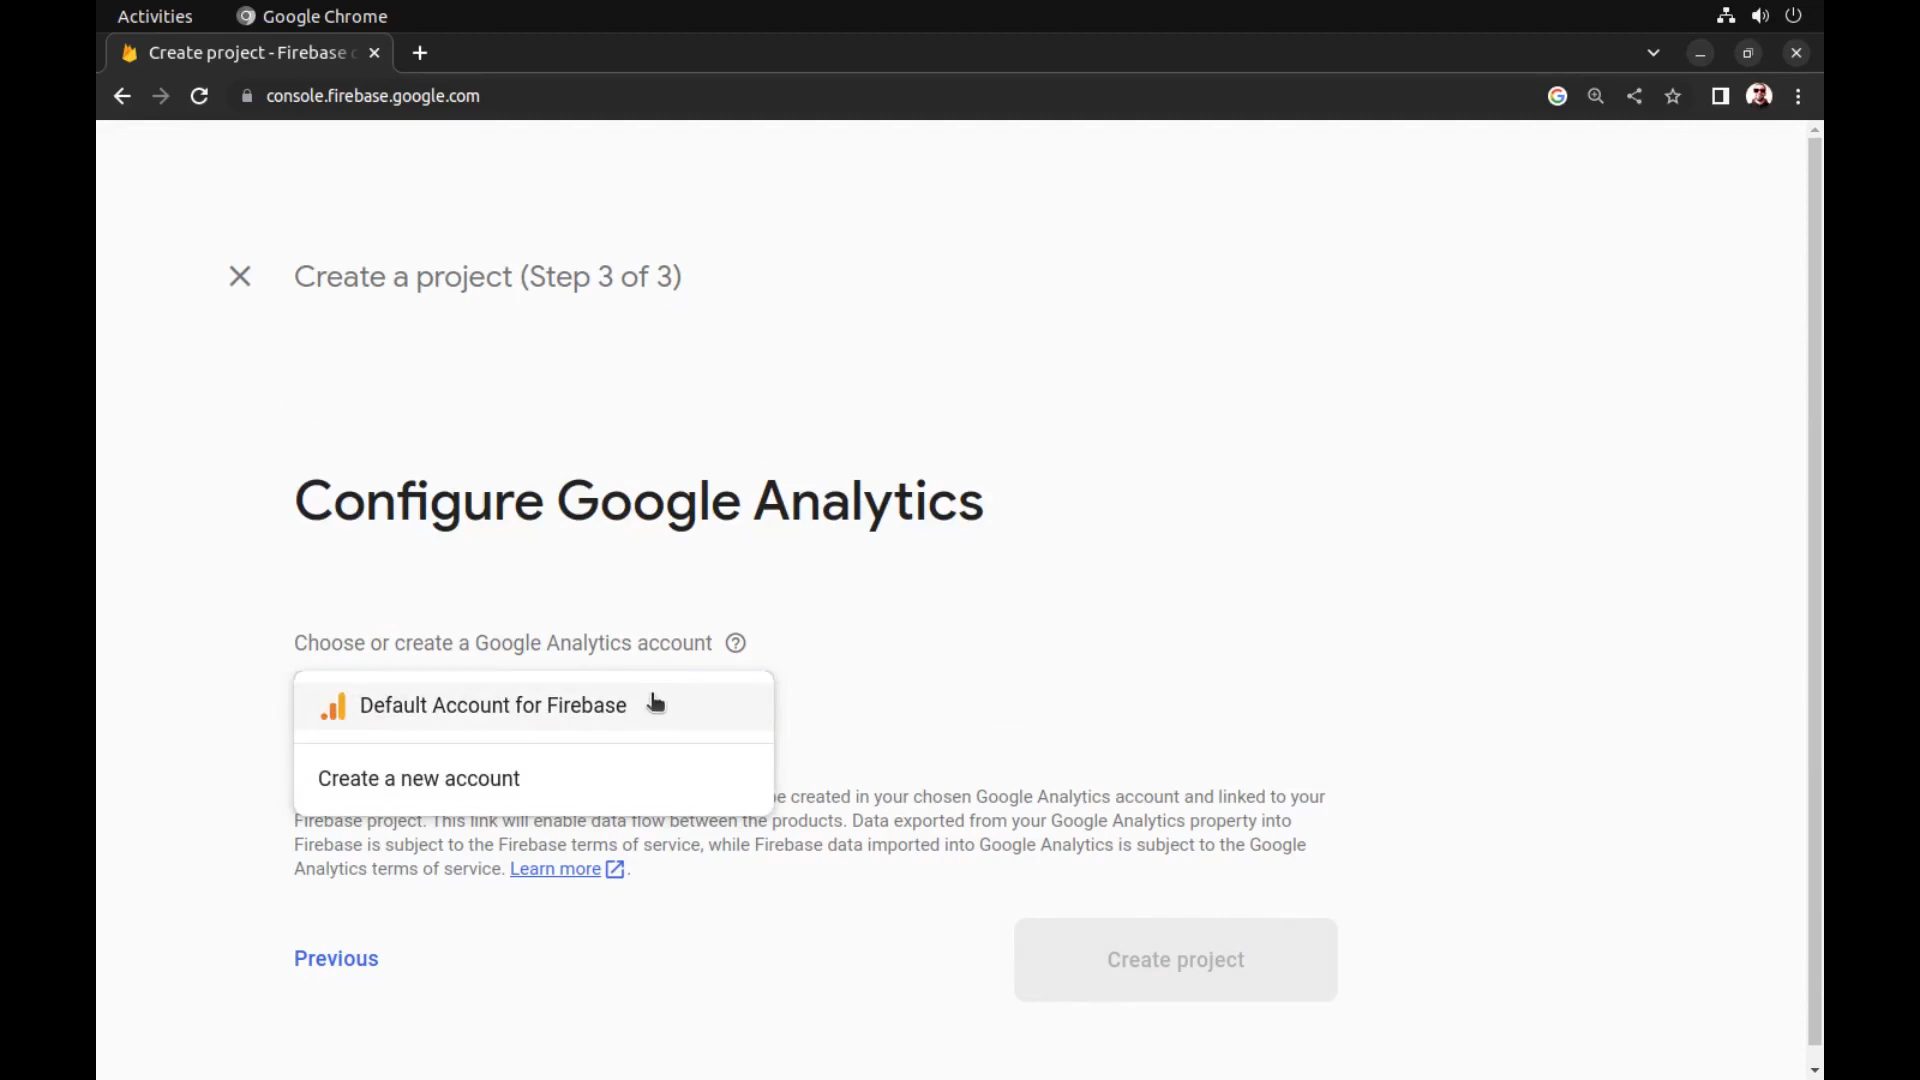 Activities
Google Chrome
Create project - Firebase c
console.firebase.google.com
Create a project (Step 3 of 3)
Configure Google Analytics
Choose or create a Google Analytics account
Default Account for Firebase
Create a new account
be created in your chosen Google Analytics account and linked to your
Firebase project. This link will enable data flow between the products. Data exported from your Google Analytics property into
Firebase is subject to the Firebase terms of service, while Firebase data imported into Google Analytics is subject to the Google
Analytics terms of service. Learn more .
Previous
Create project